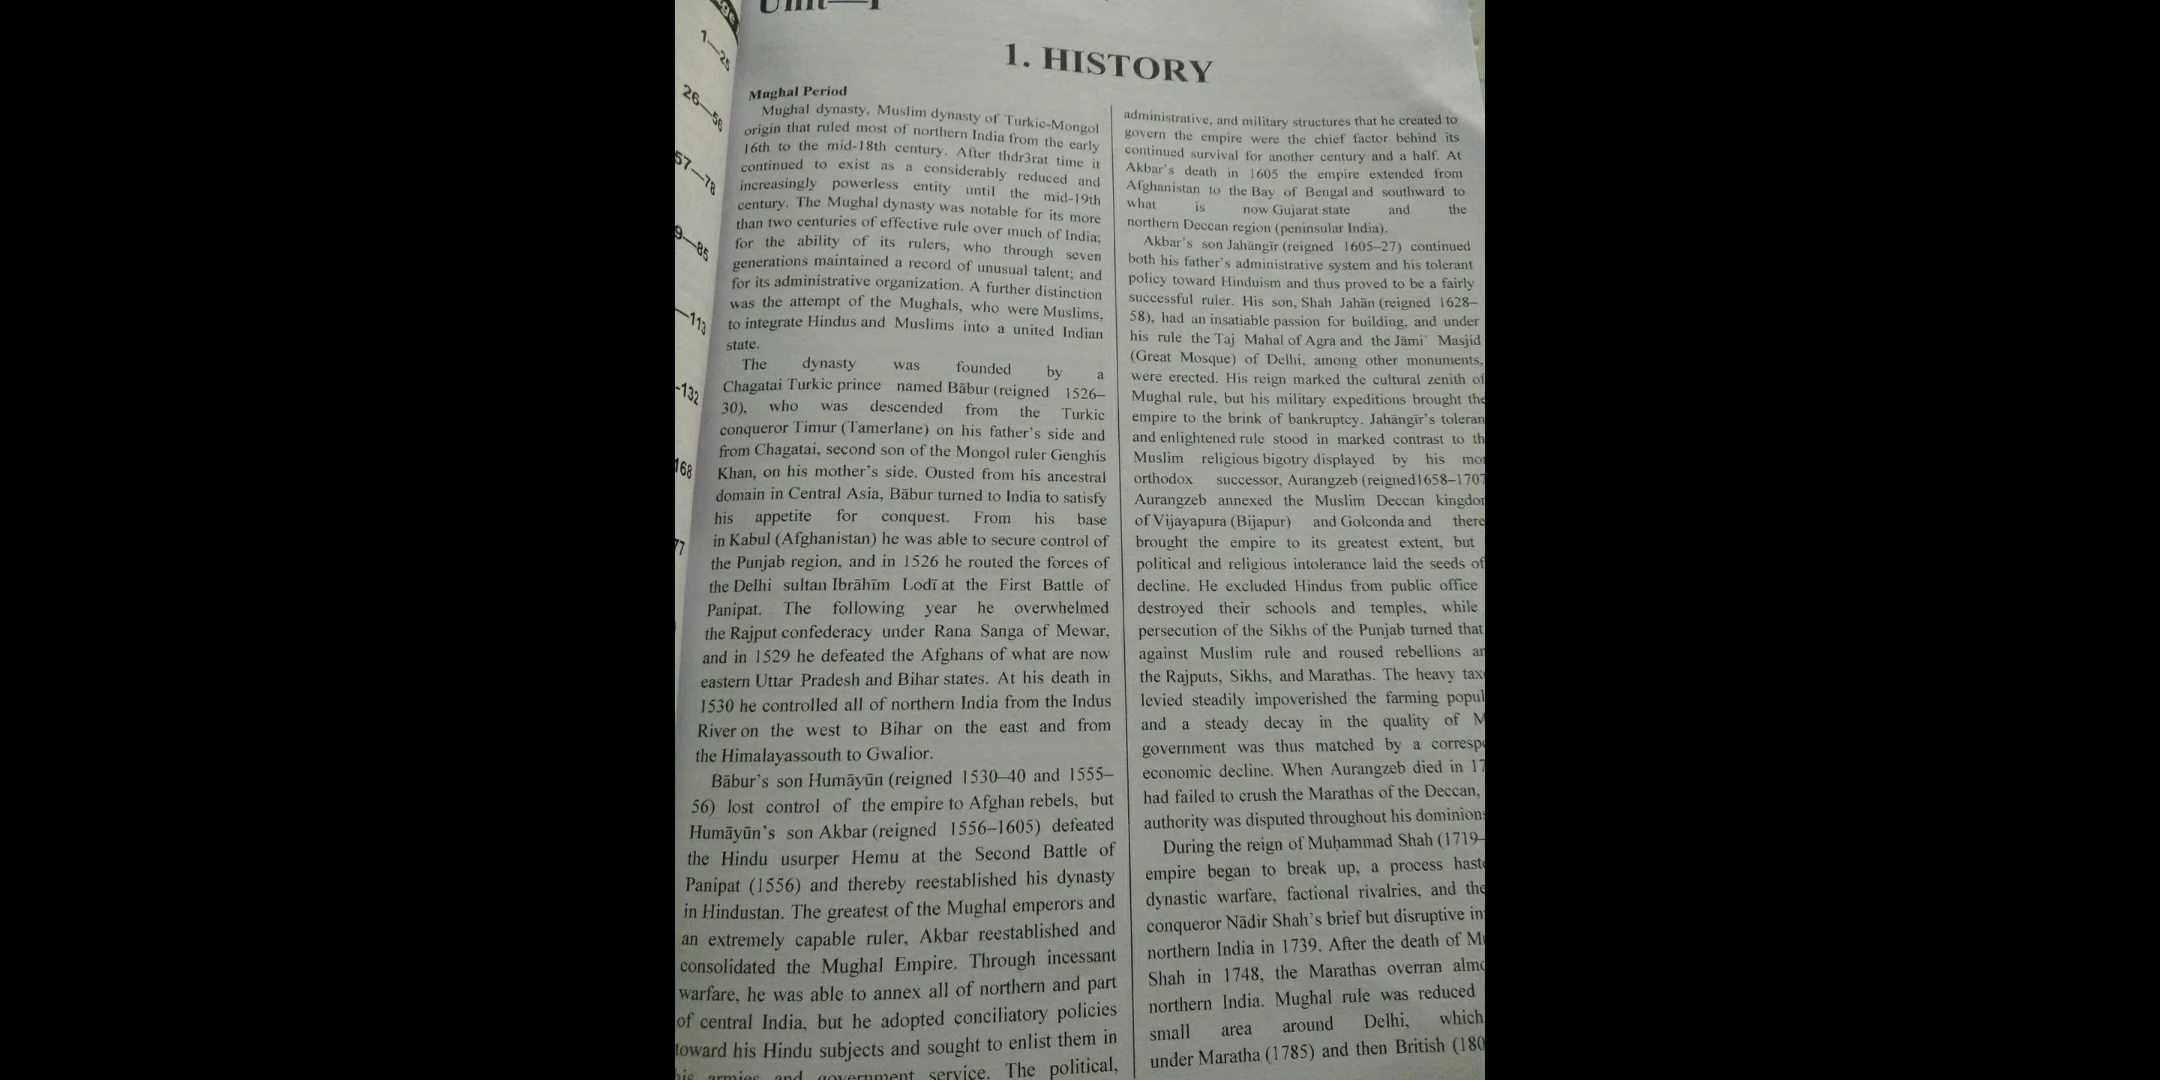 1—25
26—56
57—78
9—85
—113
-132
168
77
1. HISTORY
Mughal Period
Mughal dynasty, Muslim dynasty of Turkic-Mongol
origin that ruled most of northern India from the early
16th to the mid-18th century. After thdr3rat time it
continued to exist as a considerably reduced and
increasingly powerless entity until the mid-19th
century. The Mughal dynasty was notable for its more
than two centuries of effective rule over much of India;
for the ability of its rulers, who through seven
generations maintained a record of unusual talent; and
for its administrative organization. A further distinction
was the attempt of the Mughals, who were Muslims,
to integrate Hindus and Muslims into a united Indian
state.
The dynasty was founded by a
Chagatai Turkic prince named Bābur (reigned 1526–
30), who was descended from the Turkic
conqueror Timur (Tamerlane) on his father's side and
from Chagatai, second son of the Mongol ruler Genghis
Khan, on his mother's side. Ousted from his ancestral
domain in Central Asia, Bābur turned to India to satisfy
his appetite for conquest. From his base
in Kabul (Afghanistan) he was able to secure control of
the Punjab region, and in 1526 he routed the forces of
the Delhi sultan Ibrāhīm Lodī at the First Battle of
Panipat. The following year he overwhelmed
the Rajput confederacy under Rana Sanga of Mewar,
and in 1529 he defeated the Afghans of what are now
eastern Uttar Pradesh and Bihar states. At his death in
1530 he controlled all of northern India from the Indus
River on the west to Bihar on the east and from
the Himalayassouth to Gwalior.
Bābur's son Humāyūn (reigned 1530–40 and 1555–
56) lost control of the empire to Afghan rebels, but
Humāyūn's son Akbar (reigned 1556–1605) defeated
the Hindu usurper Hemu at the Second Battle of
Panipat (1556) and thereby reestablished his dynasty
in Hindustan. The greatest of the Mughal emperors and
an extremely capable ruler, Akbar reestablished and
consolidated the Mughal Empire. Through incessant
warfare, he was able to annex all of northern and part
of central India, but he adopted conciliatory policies
toward his Hindu subjects and sought to enlist them in
his armies and government service. The political,
administrative, and military structures that he created to
govern the empire were the chief factor behind its
continued survival for another century and a half. At
Akbar's death in 1605 the empire extended from
Afghanistan to the Bay of Bengal and southward to
what is now Gujarat state and the
northern Deccan region (peninsular India).
Akbar's son Jahāngīr (reigned 1605–27) continued
both his father's administrative system and his tolerant
policy toward Hinduism and thus proved to be a fairly
successful ruler. His son, Shah Jahān (reigned 1628–
58), had an insatiable passion for building, and under
his rule the Taj Mahal of Agra and the Jāmiʿ Masjid
(Great Mosque) of Delhi, among other monuments,
were erected. His reign marked the cultural zenith of
Mughal rule, but his military expeditions brought the
empire to the brink of bankruptcy. Jahāngīr's toleran
and enlightened rule stood in marked contrast to th
Muslim religious bigotry displayed by his mo
orthodox successor, Aurangzeb (reigned1658–1707
Aurangzeb annexed the Muslim Deccan kingdo
of Vijayapura (Bijapur) and Golconda and there
brought the empire to its greatest extent, but
political and religious intolerance laid the seeds of
decline. He excluded Hindus from public office
destroyed their schools and temples, while
persecution of the Sikhs of the Punjab turned that
against Muslim rule and roused rebellions a
the Rajputs, Sikhs, and Marathas. The heavy tax
levied steadily impoverished the farming popul
and a steady decay in the quality of M
government was thus matched by a corresp
economic decline. When Aurangzeb died in 17
had failed to crush the Marathas of the Deccan,
authority was disputed throughout his dominion
During the reign of Muḥammad Shah (1719–
empire began to break up, a process hast
dynastic warfare, factional rivalries, and the
conqueror Nādir Shah's brief but disruptive in
northern India in 1739. After the death of M
Shah in 1748, the Marathas overran almo
northern India. Mughal rule was reduced
small area around Delhi, which
under Maratha (1785) and then British (180